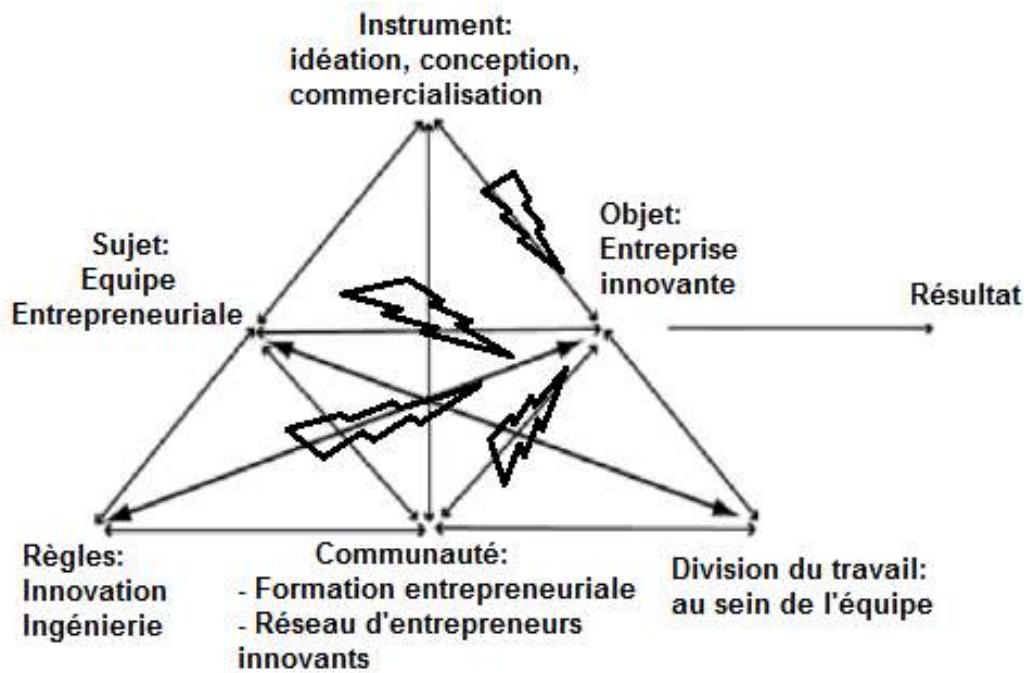 Instrument:
idéation, conception,
commercialisation
Sujet:
Equipe
Entrepreneuriale
Objet:
Entreprise
innovante
Résultat
Règles:
Innovation
Ingénierie
Communauté:
- Formation entrepreneuriale
- Réseau d'entrepreneurs
innovants
Division du travail:
au sein de l'équipe